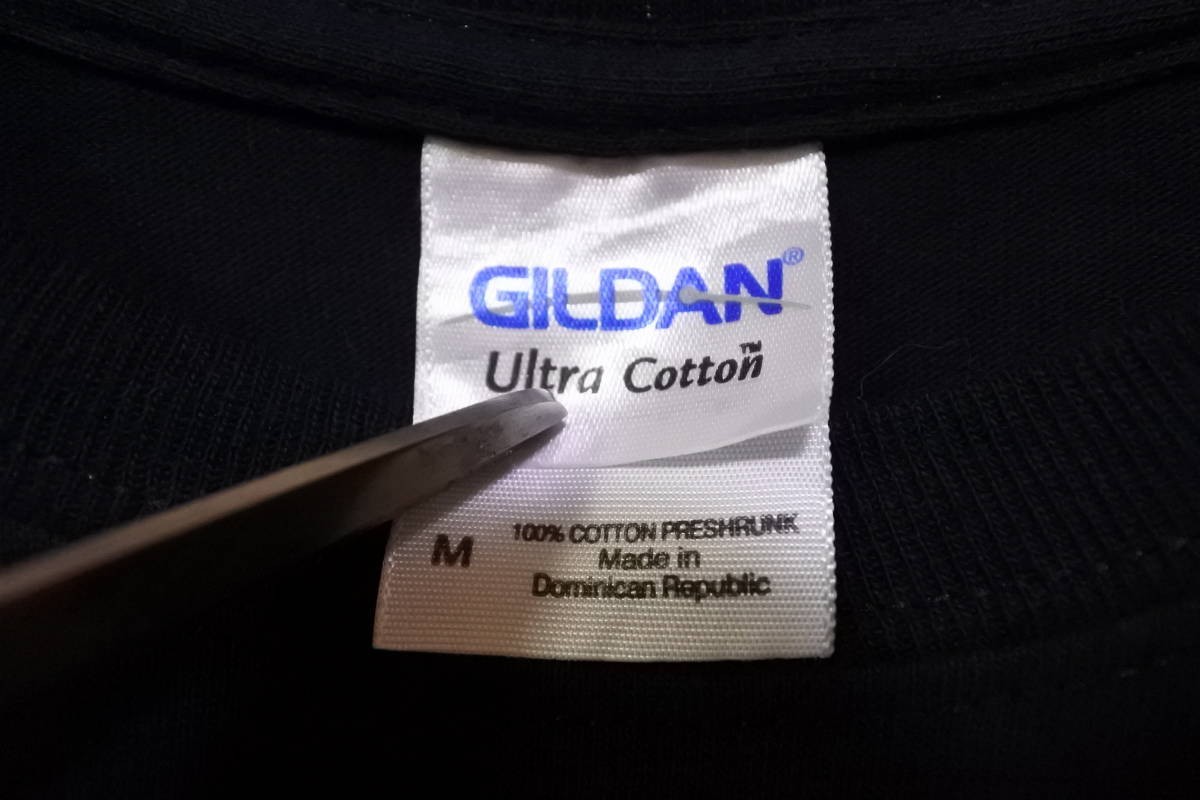 GILDAN®
Ultra Cotton™
M
100% COTTON PRESHRUNK
Made in
Dominican Republic